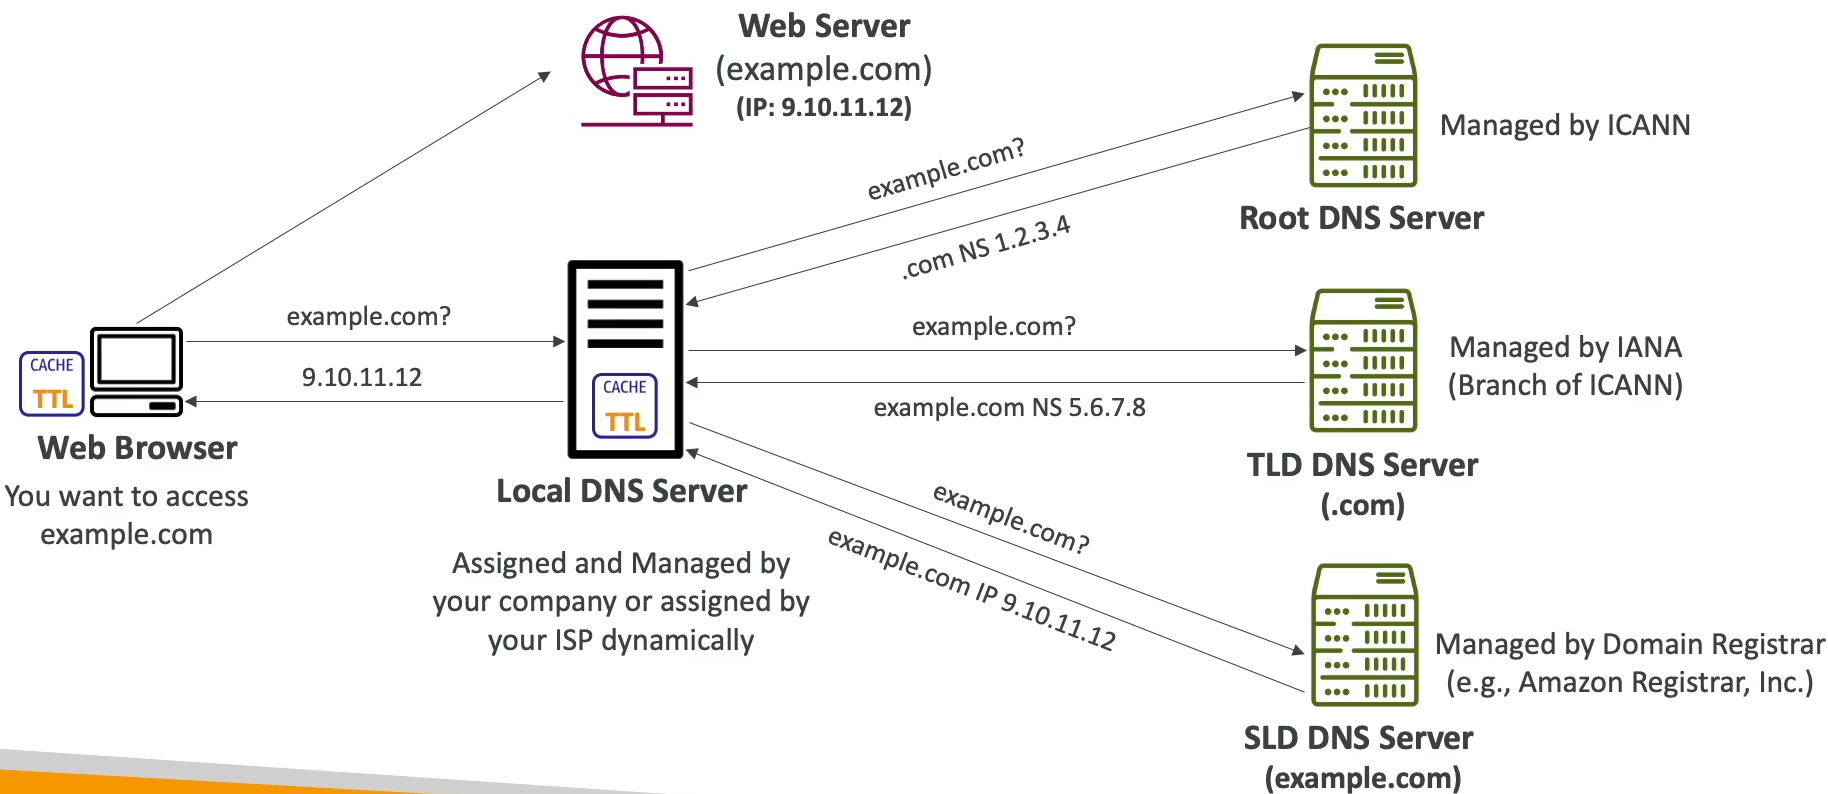 Web Server
(example.com)
(IP: 9.10.11.12)
Managed by ICANN
example.com?
.com NS 1.2.3.4
Root DNS Server
example.com?
9.10.11.12
CACHE
TTL
Web Browser
You want to access
example.com
CACHE
TTL
Local DNS Server
Assigned and Managed by
your company or assigned by
your ISP dynamically
example.com?
example.com NS 5.6.7.8
Managed by IANA
(Branch of ICANN)
TLD DNS Server
(.com)
example.com?
example.com IP 9.10.11.12
Managed by Domain Registrar
(e.g., Amazon Registrar, Inc.)
SLD DNS Server
(example.com)